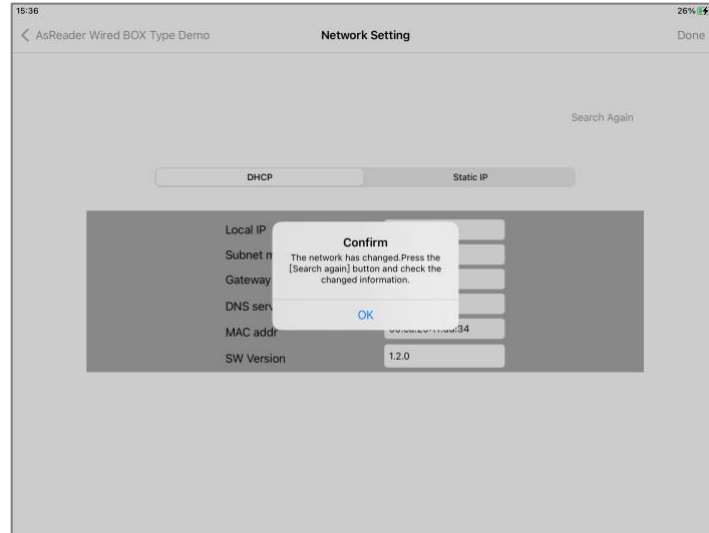 15:36
26%
AsReader Wired BOX Type Demo
Network Setting
Done
Search Again
DHCP
Static IP
Local IP
Subnet
Gateway
DNS
MAC addr
SW Version
1.2.0
Confirm
The network has changed.Press the
[Search again] button and check the
changed information.
OK